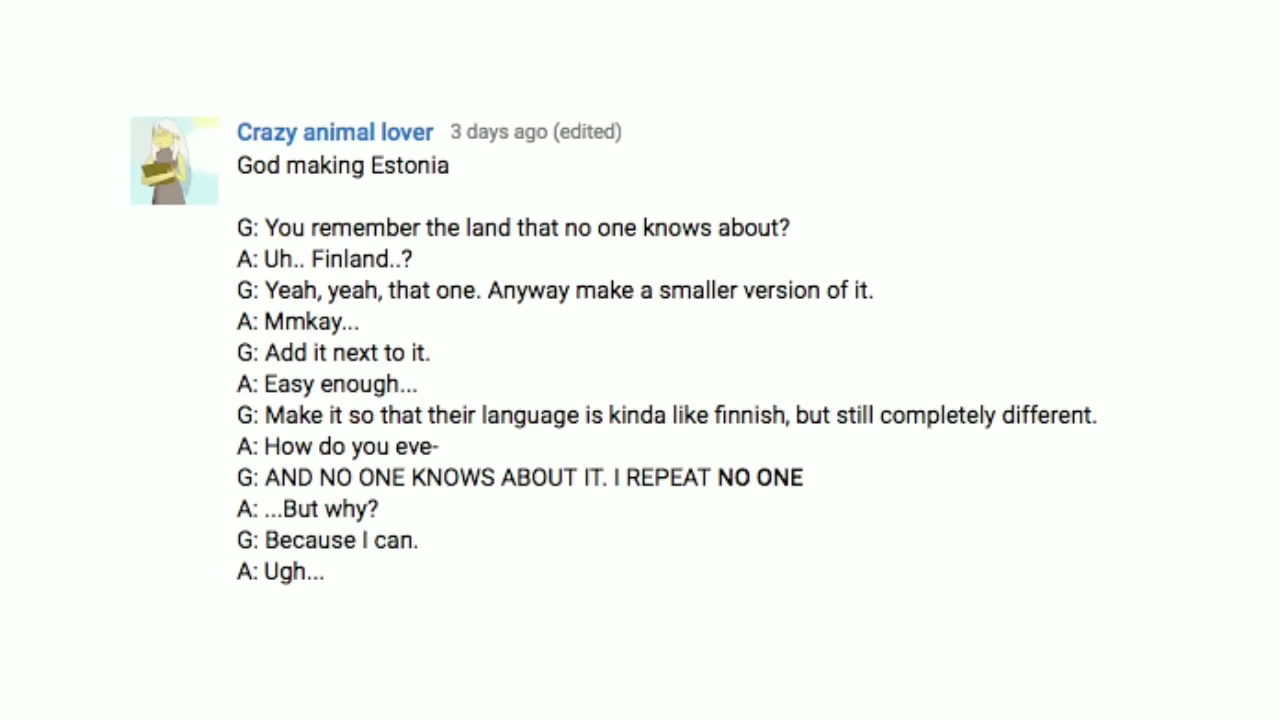 Crazy animal lover 3 days ago (edited)
God making Estonia
G: You remember the land that no one knows about?
A: Uh.. Finland..?
G: Yeah, yeah, that one. Anyway make a smaller version of it.
A: Mmkay...
G: Add it next to it.
A: Easy enough...
G: Make it so that their language is kinda like finnish, but still completely different.
A: How do you eve-
G: AND NO ONE KNOWS ABOUT IT. I REPEAT NO ONE
A: ...But why?
G: Because I can.
A: Ugh...